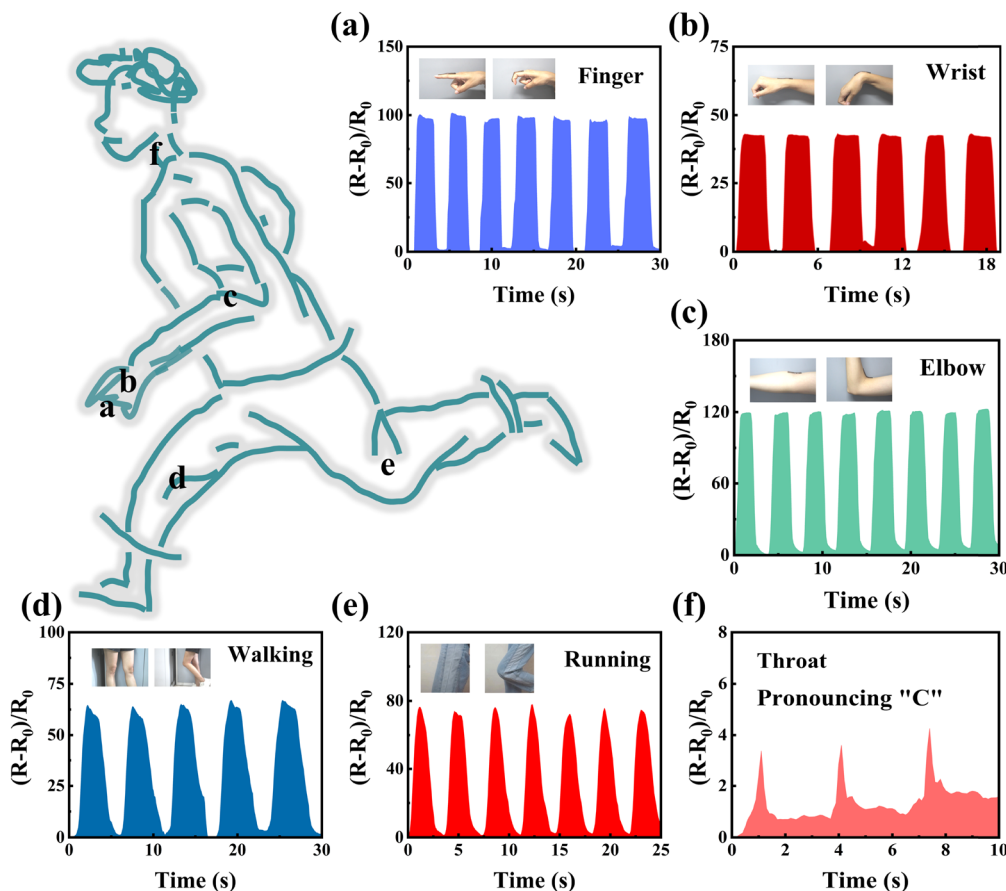 (a)
150
100
50
0
0
10
20
30
(R-R0)/R0
Time (s)
Finger
(b)
75
50
25
0
0
6
12
18
(R-R0)/R0
Time (s)
Wrist
f
c
b
a
d
e
(c)
180
120
60
0
0
10
20
30
(R-R0)/R0
Time (s)
Elbow
(d)
100
75
50
25
0
0
10
20
30
(R-R0)/R0
Time (s)
Walking
(e)
120
80
40
0
0
5
10
15
20
25
(R-R0)/R0
Time (s)
Running
(f)
8
6
4
2
0
0
2
4
6
8
10
(R-R0)/R0
Time (s)
Throat
Pronouncing "C"